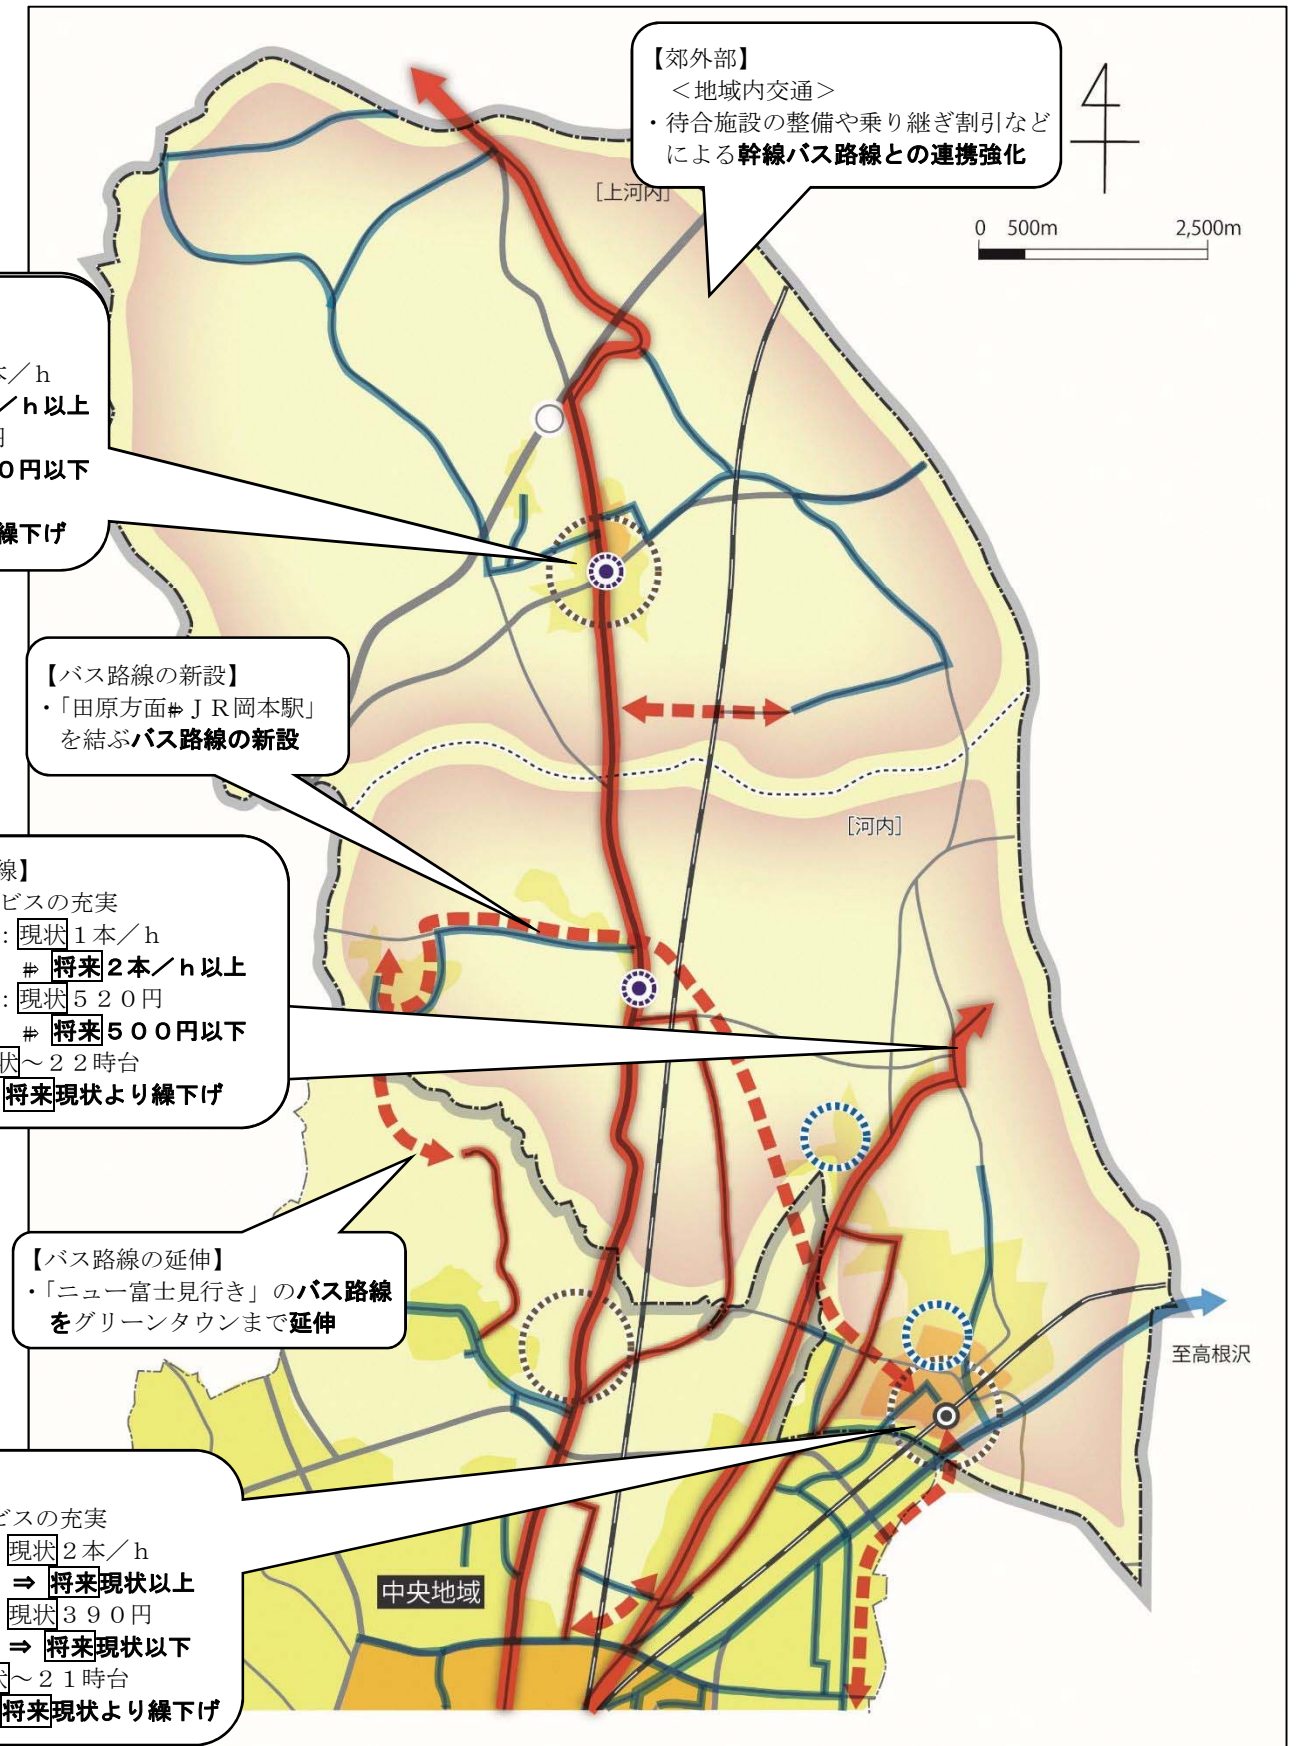 【郊外部】
＜地域内交通＞
・待合施設の整備や乗り継ぎ割引など
による幹線バス路線との連携強化
[上河内]
0 500m 2,500m
本／ｈ
／ｈ以上
円
０円以下
繰下げ
【バス路線の新設】
・「田原方面⇔ＪＲ岡本駅」
を結ぶバス路線の新設
[河内]
線】
ビスの充実
：現状１本／ｈ
⇒ 将来２本／ｈ以上
：現状５２０円
⇒ 将来５００円以下
状～２２時台
将来現状より繰下げ
【バス路線の延伸】
・「ニュー富士見行き」のバス路線
をグリーンタウンまで延伸
至高根沢
ビスの充実
現状２本／ｈ
⇒ 将来現状以上
現状３９０円
⇒ 将来現状以下
状～２１時台
将来現状より繰下げ
中央地域